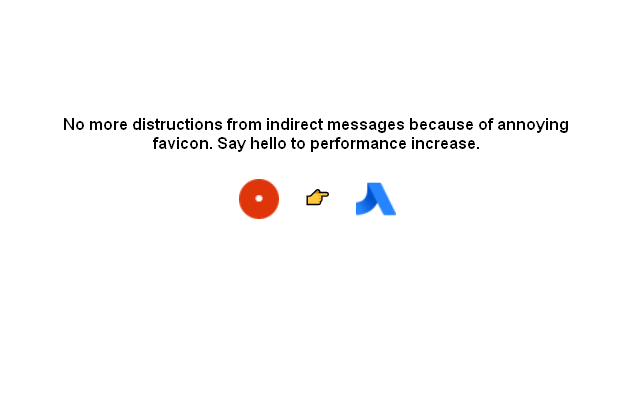 No more distructions from indirect messages because of annoying
favicon. Say hello to performance increase.